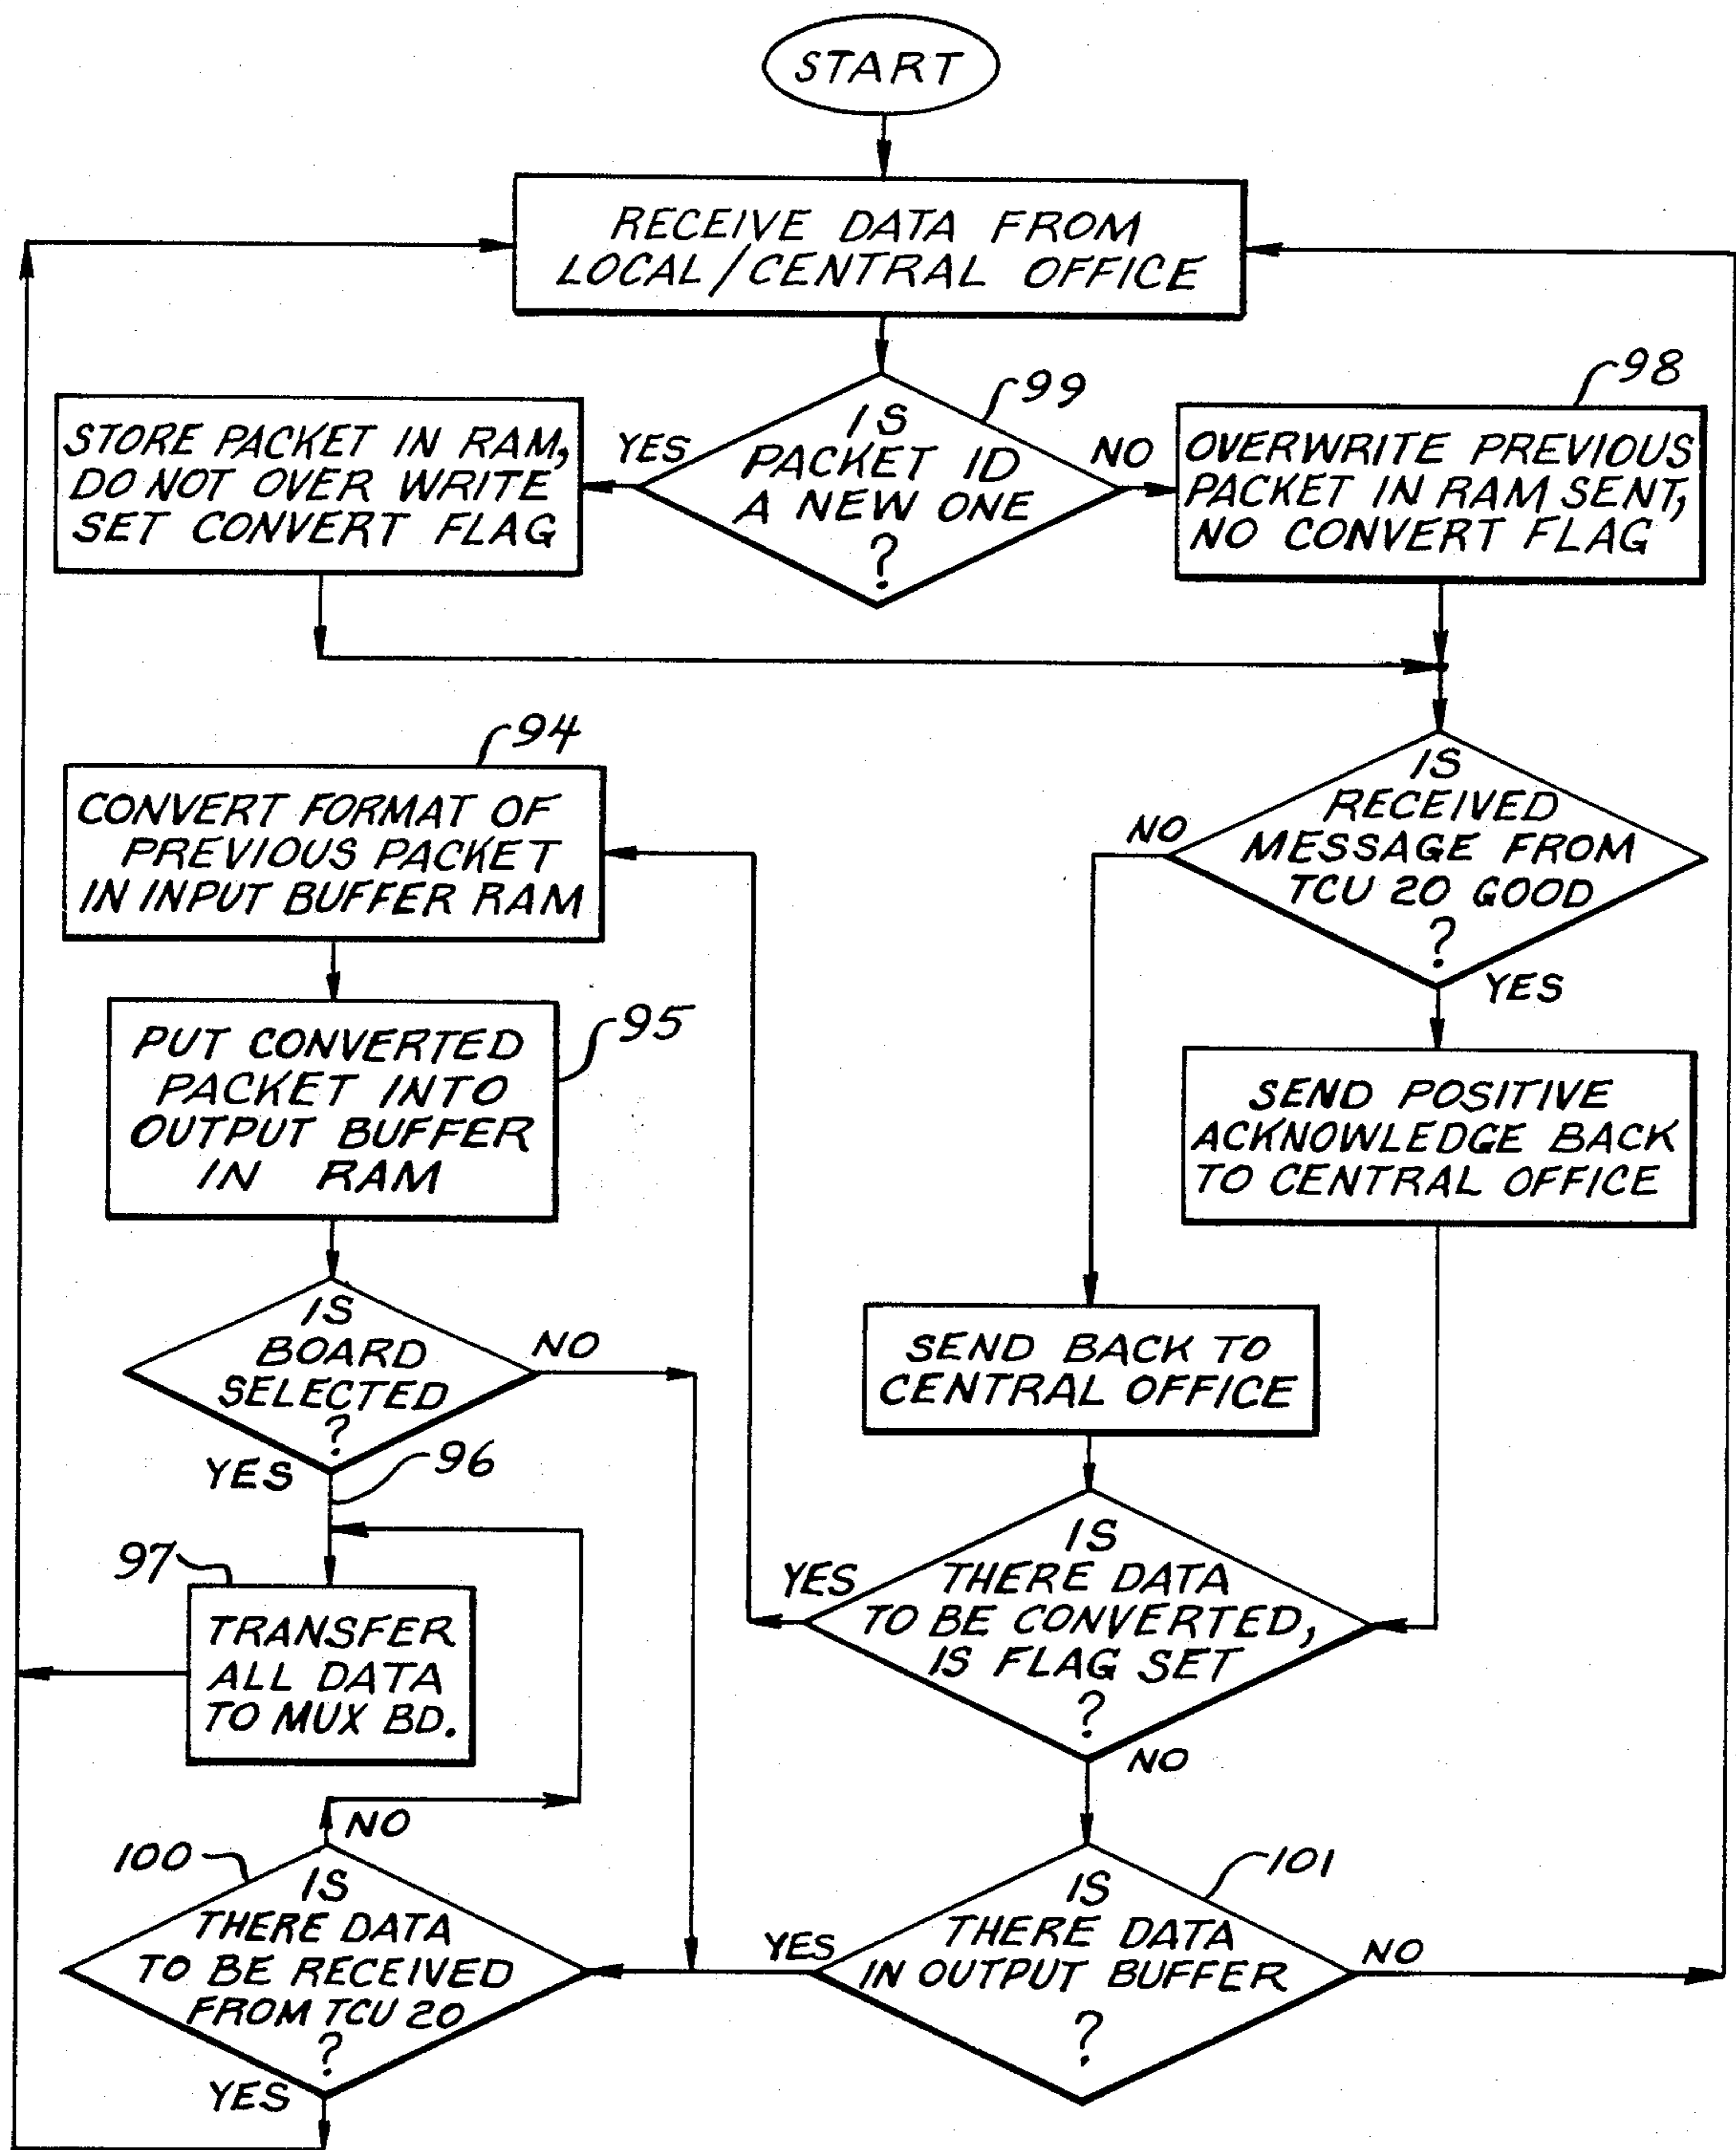 START
RECEIVE DATA FROM
LOCAL/CENTRAL OFFICE
99
98
IS
PACKET ID
A NEW ONE
?
YES
NO
STORE PACKET IN RAM,
DO NOT OVER WRITE
SET CONVERT FLAG
OVERWRITE PREVIOUS
PACKET IN RAM SENT,
NO CONVERT FLAG
94
CONVERT FORMAT OF
PREVIOUS PACKET
IN INPUT BUFFER RAM
IS
RECEIVED
MESSAGE FROM
TCU 20 GOOD
?
NO
YES
95
PUT CONVERTED
PACKET INTO
OUTPUT BUFFER
IN RAM
SEND POSITIVE
ACKNOWLEDGE BACK
TO CENTRAL OFFICE
IS
BOARD
SELECTED
?
NO
YES
96
SEND BACK TO
CENTRAL OFFICE
97
TRANSFER
ALL DATA
TO MUX BD.
IS
THERE DATA
TO BE CONVERTED,
IS FLAG SET
?
YES
NO
100
NO
IS
THERE DATA
TO BE RECEIVED
FROM TCU 20
?
YES
101
IS
THERE DATA
IN OUTPUT BUFFER
?
YES
NO